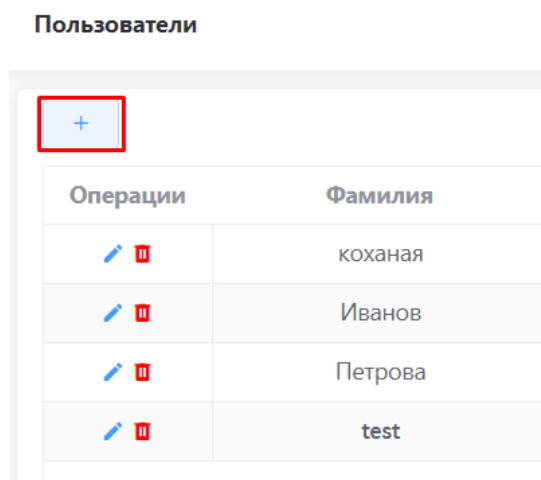 Пользователи
+
Операции Фамилия
коханая
Иванов
Петрова
test